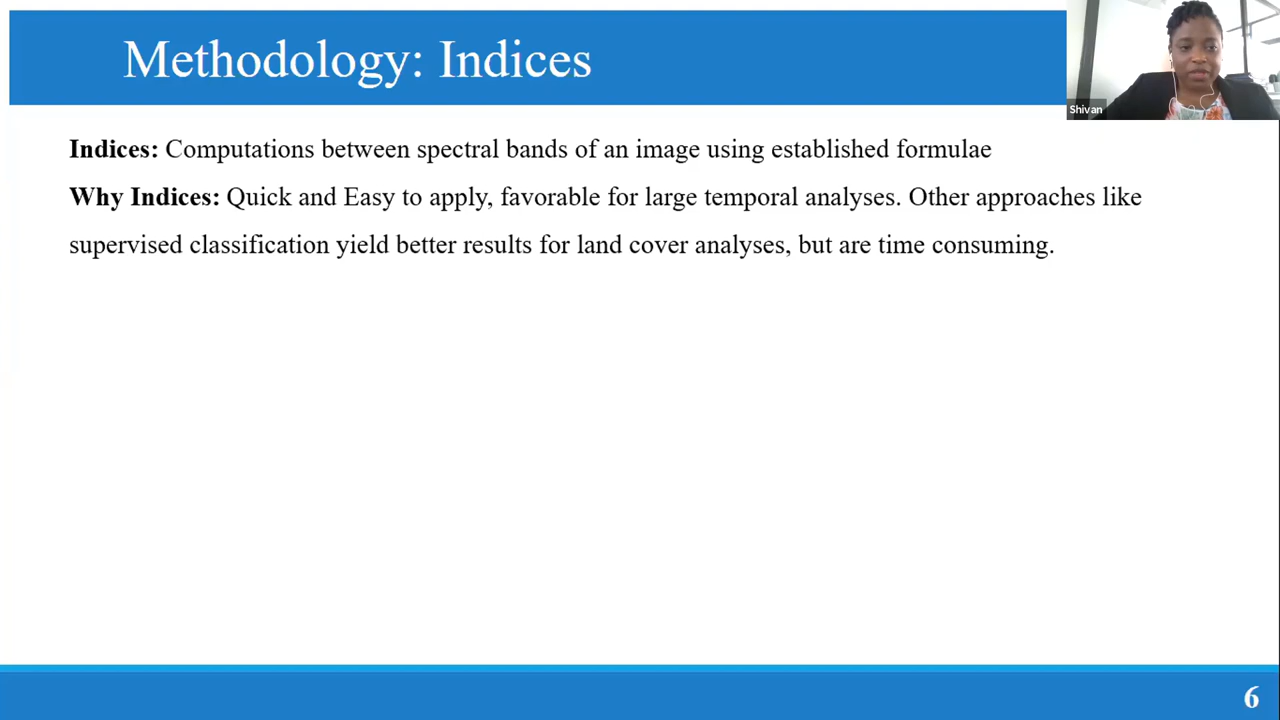 Methodology: Indices
Shivan
Indices: Computations between spectral bands of an image using established formulae
Why Indices: Quick and Easy to apply, favorable for large temporal analyses. Other approaches like
supervised classification yield better results for land cover analyses, but are time consuming.
6